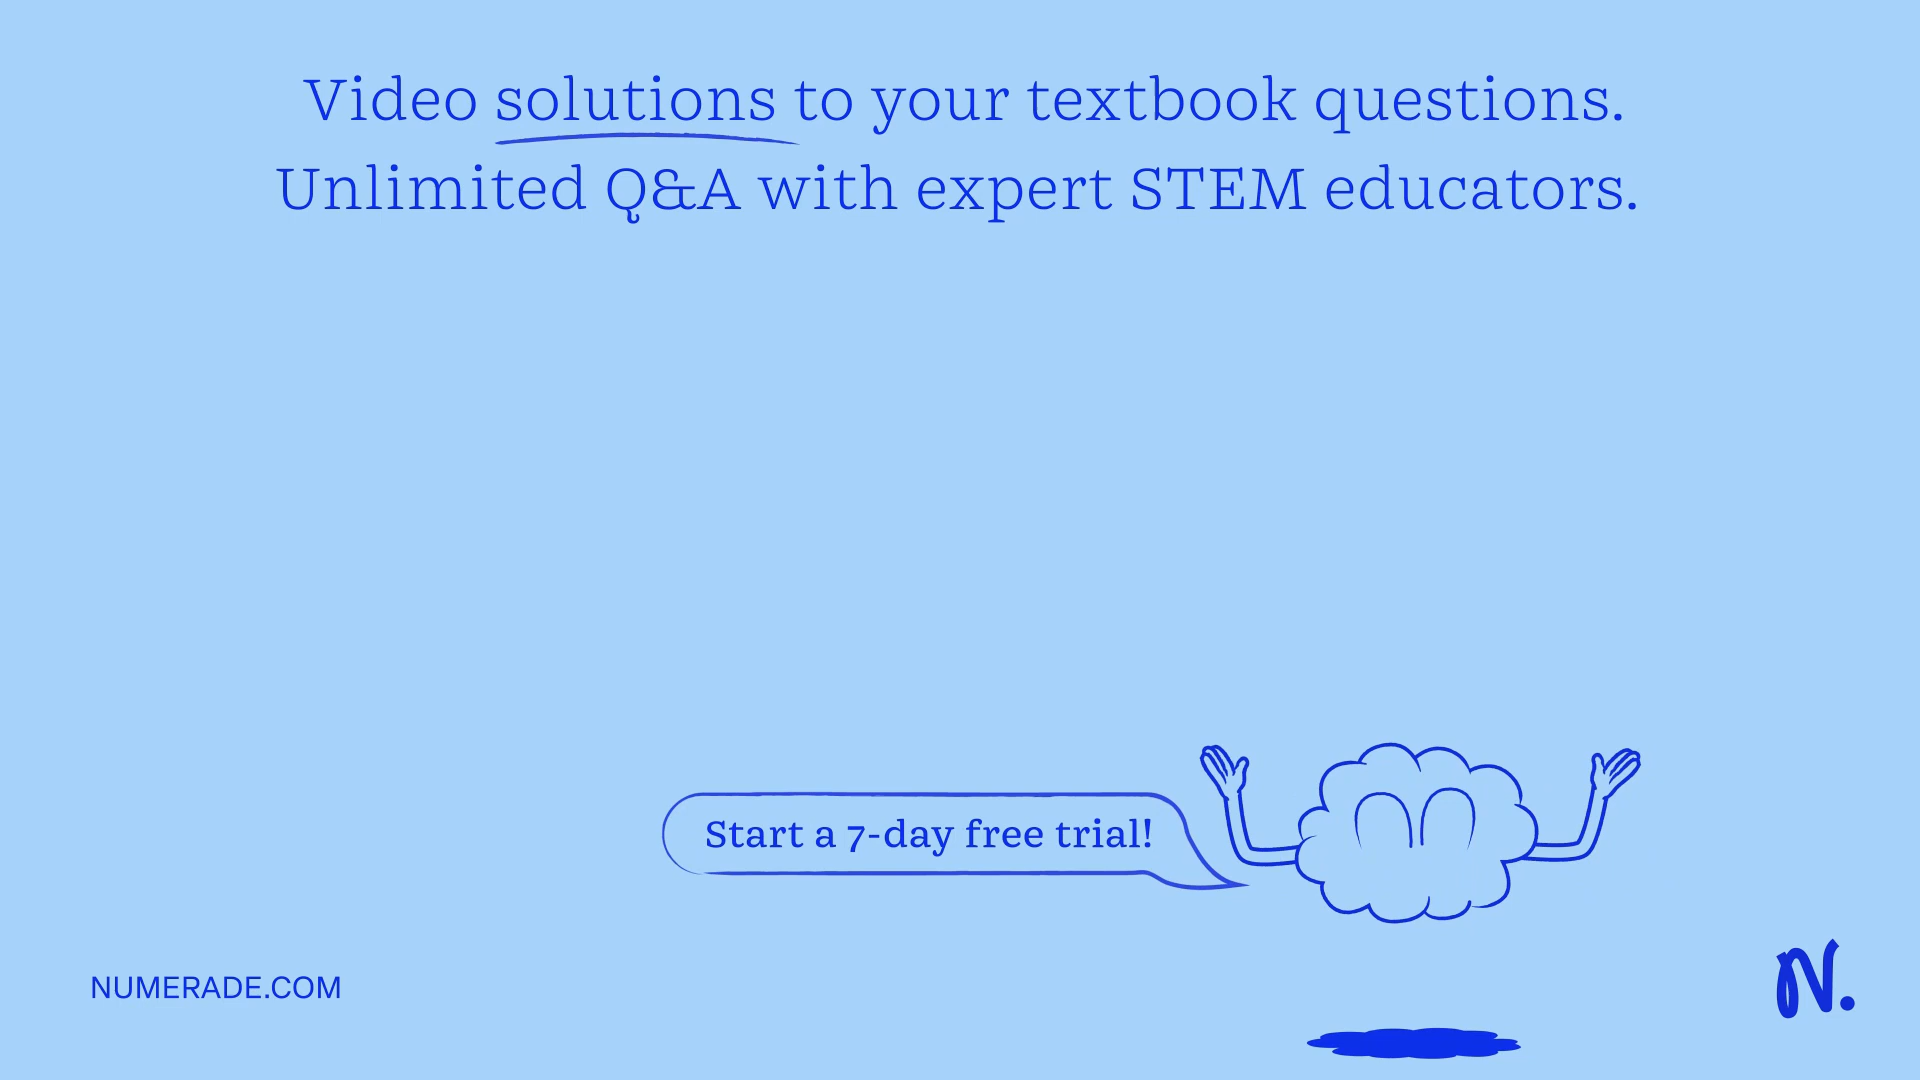 Video solutions to your textbook questions.
Unlimited Q&A with expert STEM educators.
Start a 7-day free trial!
NUMERADE.COM
N.